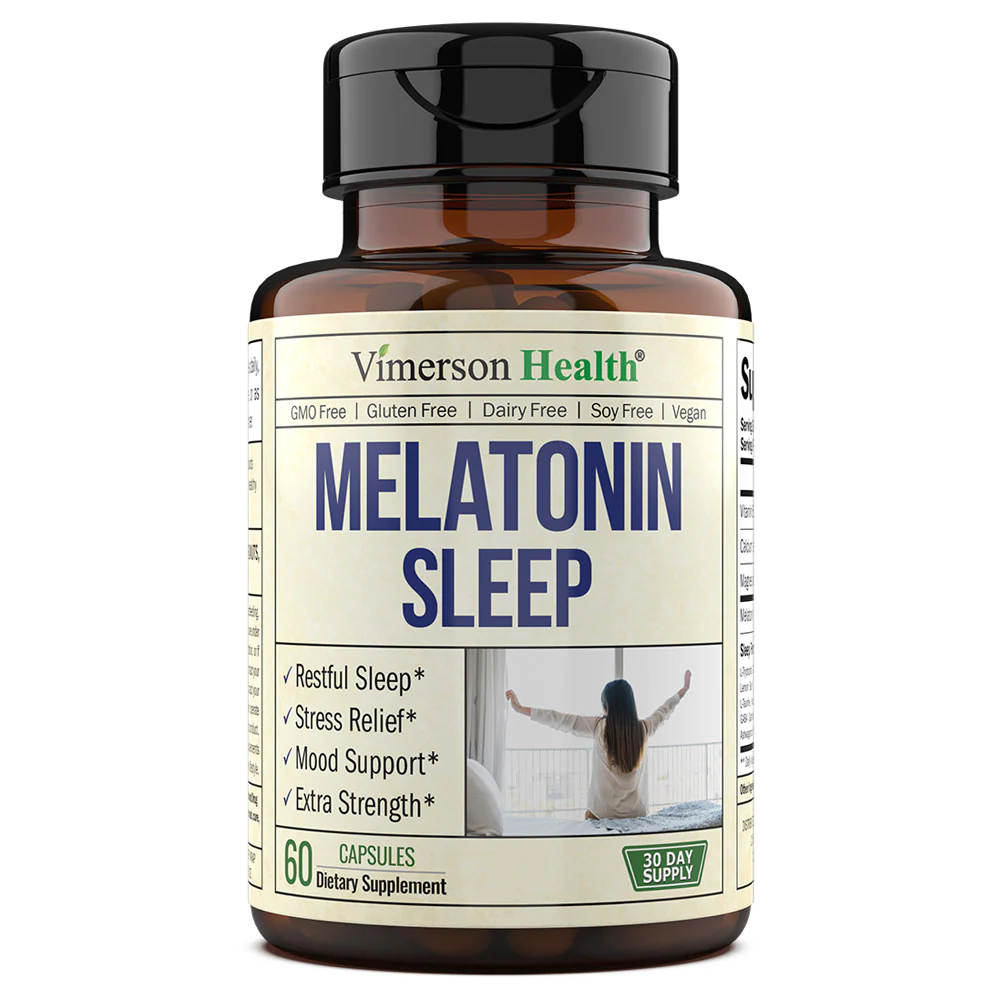 Vimerson Health®
GMO Free | Gluten Free | Dairy Free | Soy Free | Vegan
MELATONIN
SLEEP
✓ Restful Sleep*
✓ Stress Relief*
✓ Mood Support*
✓ Extra Strength*
60 CAPSULES
Dietary Supplement
30 DAY
SUPPLY